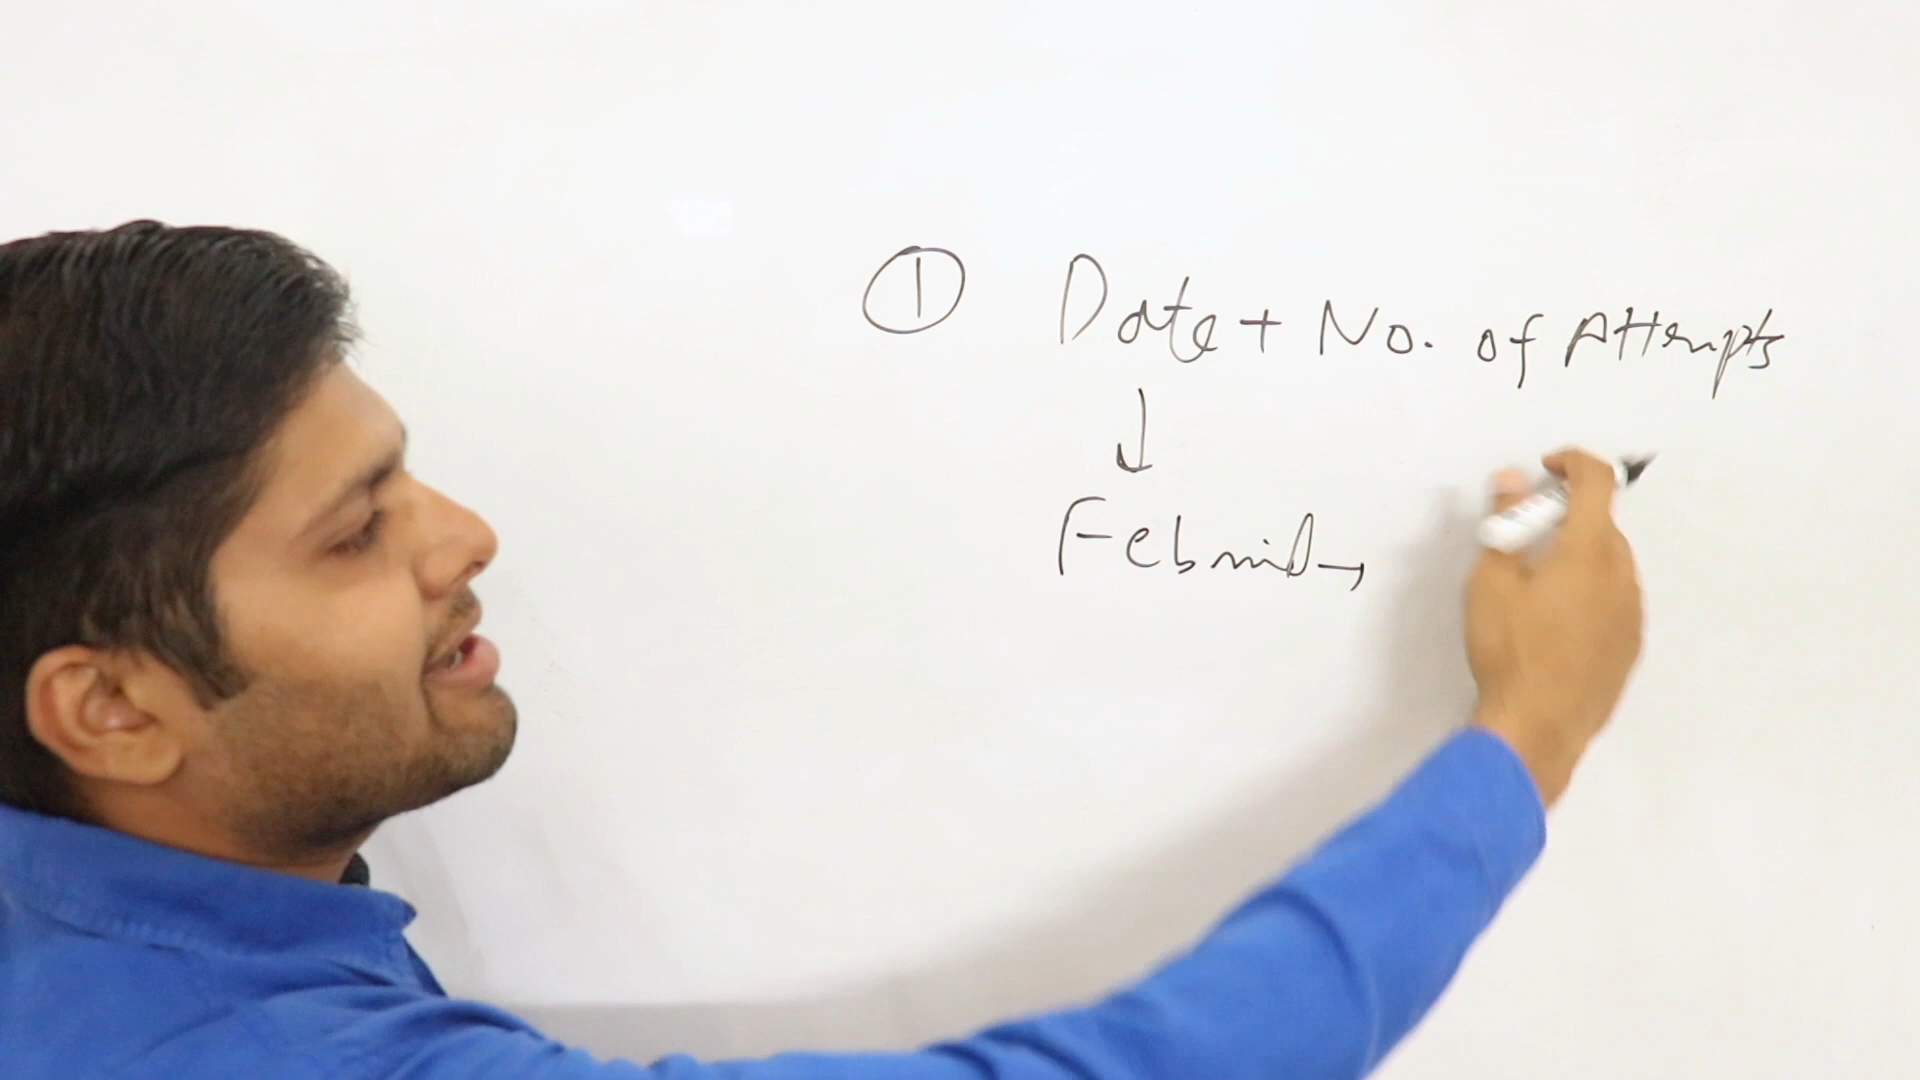 ① Date + No. of Attempts
↓
Feb mid,